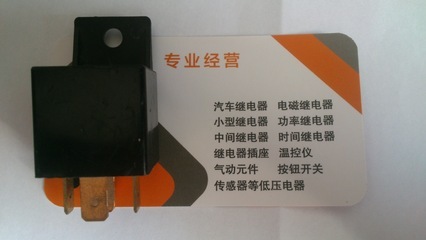 专业经营
汽车继电器 电磁继电器
小型继电器 功率继电器
中间继电器 时间继电器
继电器插座 温控仪
气动元件 按钮开关
传感器等低压电器